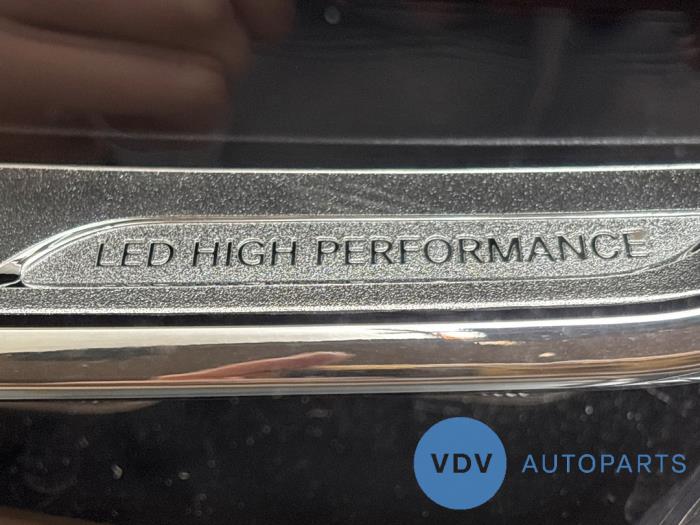 LED HIGH PERFORMANCE
VDV AUTOPARTS